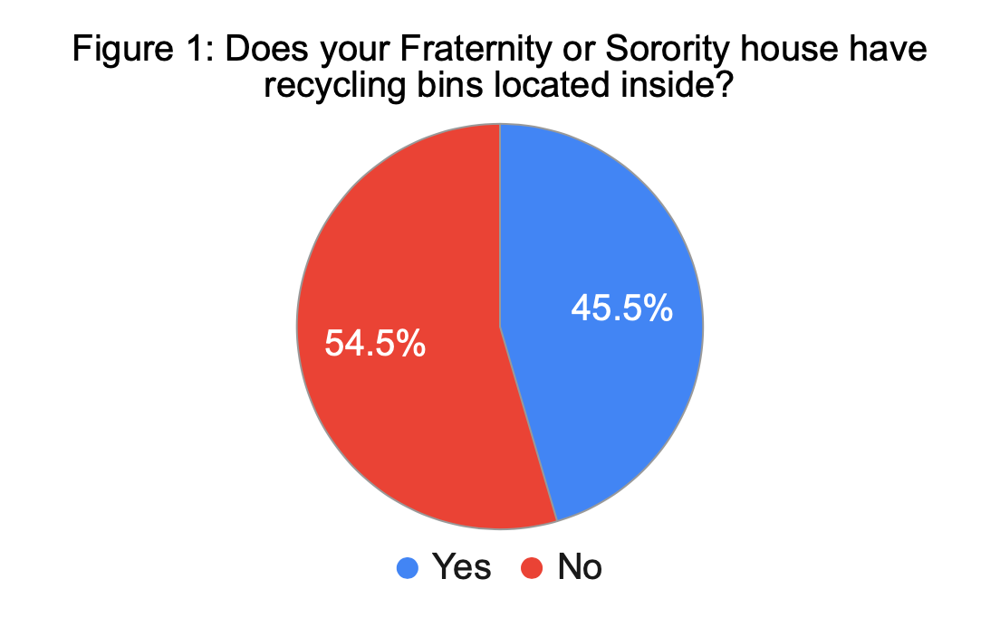 Figure 1: Does your Fraternity or Sorority house have
recycling bins located inside?
45.5%
54.5%
Yes No